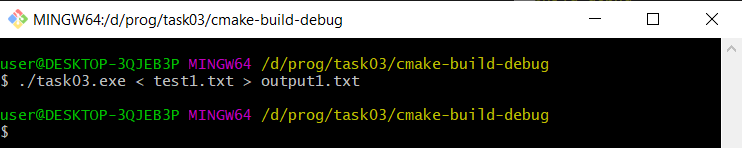 MINGW64:/d/prog/task03/cmake-build-debug
user@DESKTOP-3QJEB3P MINGW64 /d/prog/task03/cmake-build-debug
$ ./task03.exe < test1.txt > output1.txt
user@DESKTOP-3QJEB3P MINGW64 /d/prog/task03/cmake-build-debug
$